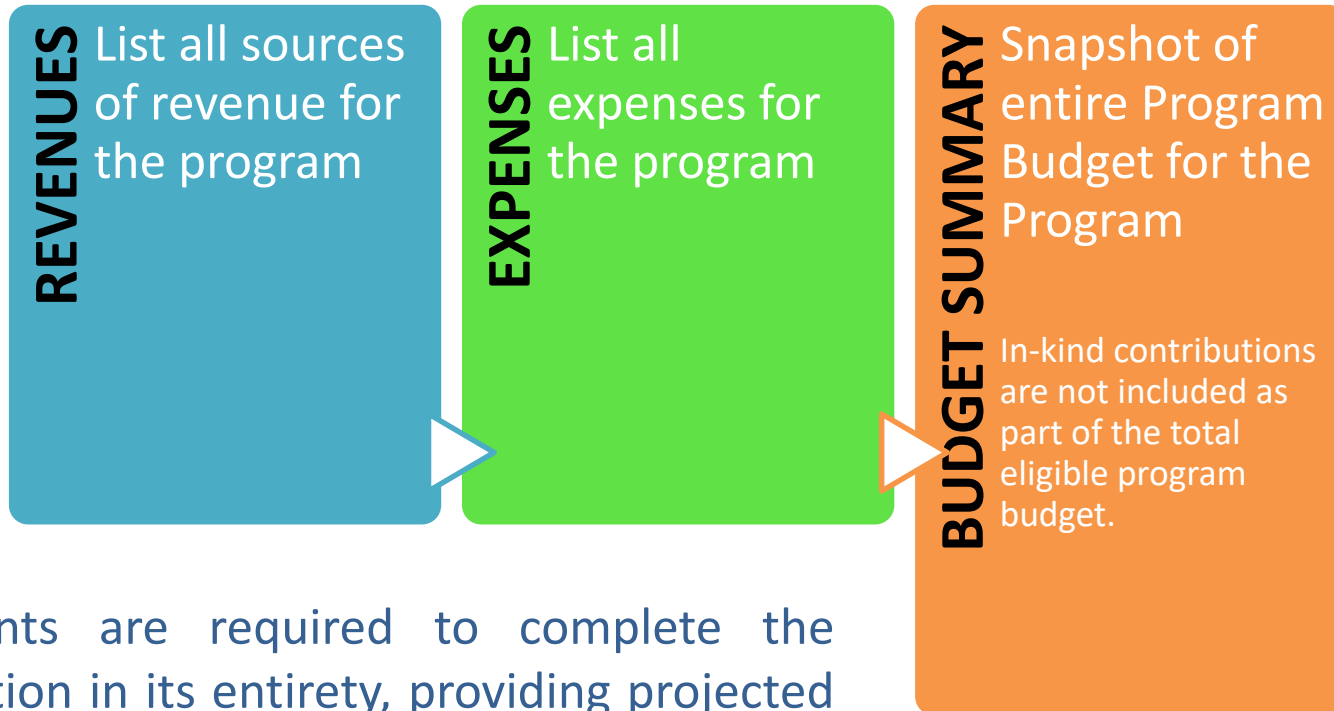 REVENUES
List all sources
of revenue for
the program
EXPENSES
List all
expenses for
the program
BUDGET SUMMARY
Snapshot of
entire Program
Budget for the
Program
In-kind contributions
are not included as
part of the total
eligible program
budget.
nts are required to complete the
tion in its entirety, providing projected